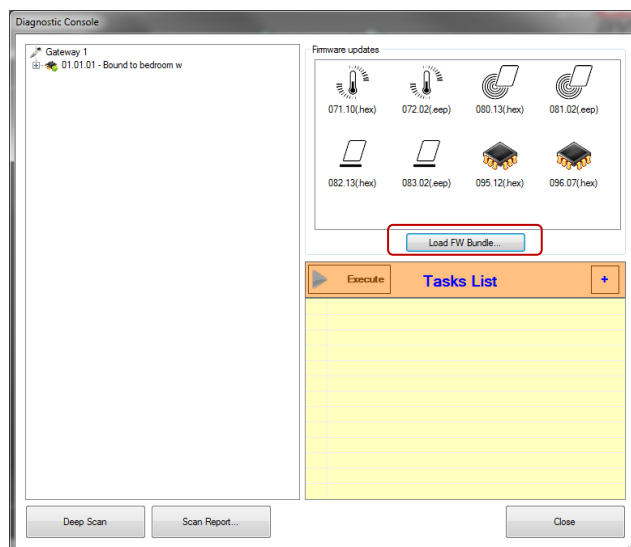 Diagnostic Console
Gateway 1
01.01.01 - Bound to bedroom w
Firmware updates
071.10(.hex) 072.02(.eep) 080.13(.hex) 081.02(.eep)
082.13(.hex) 083.02(.eep) 095.12(.hex) 096.07(.hex)
Load FW Bundle...
Execute Tasks List +
Deep Scan Scan Report... Close